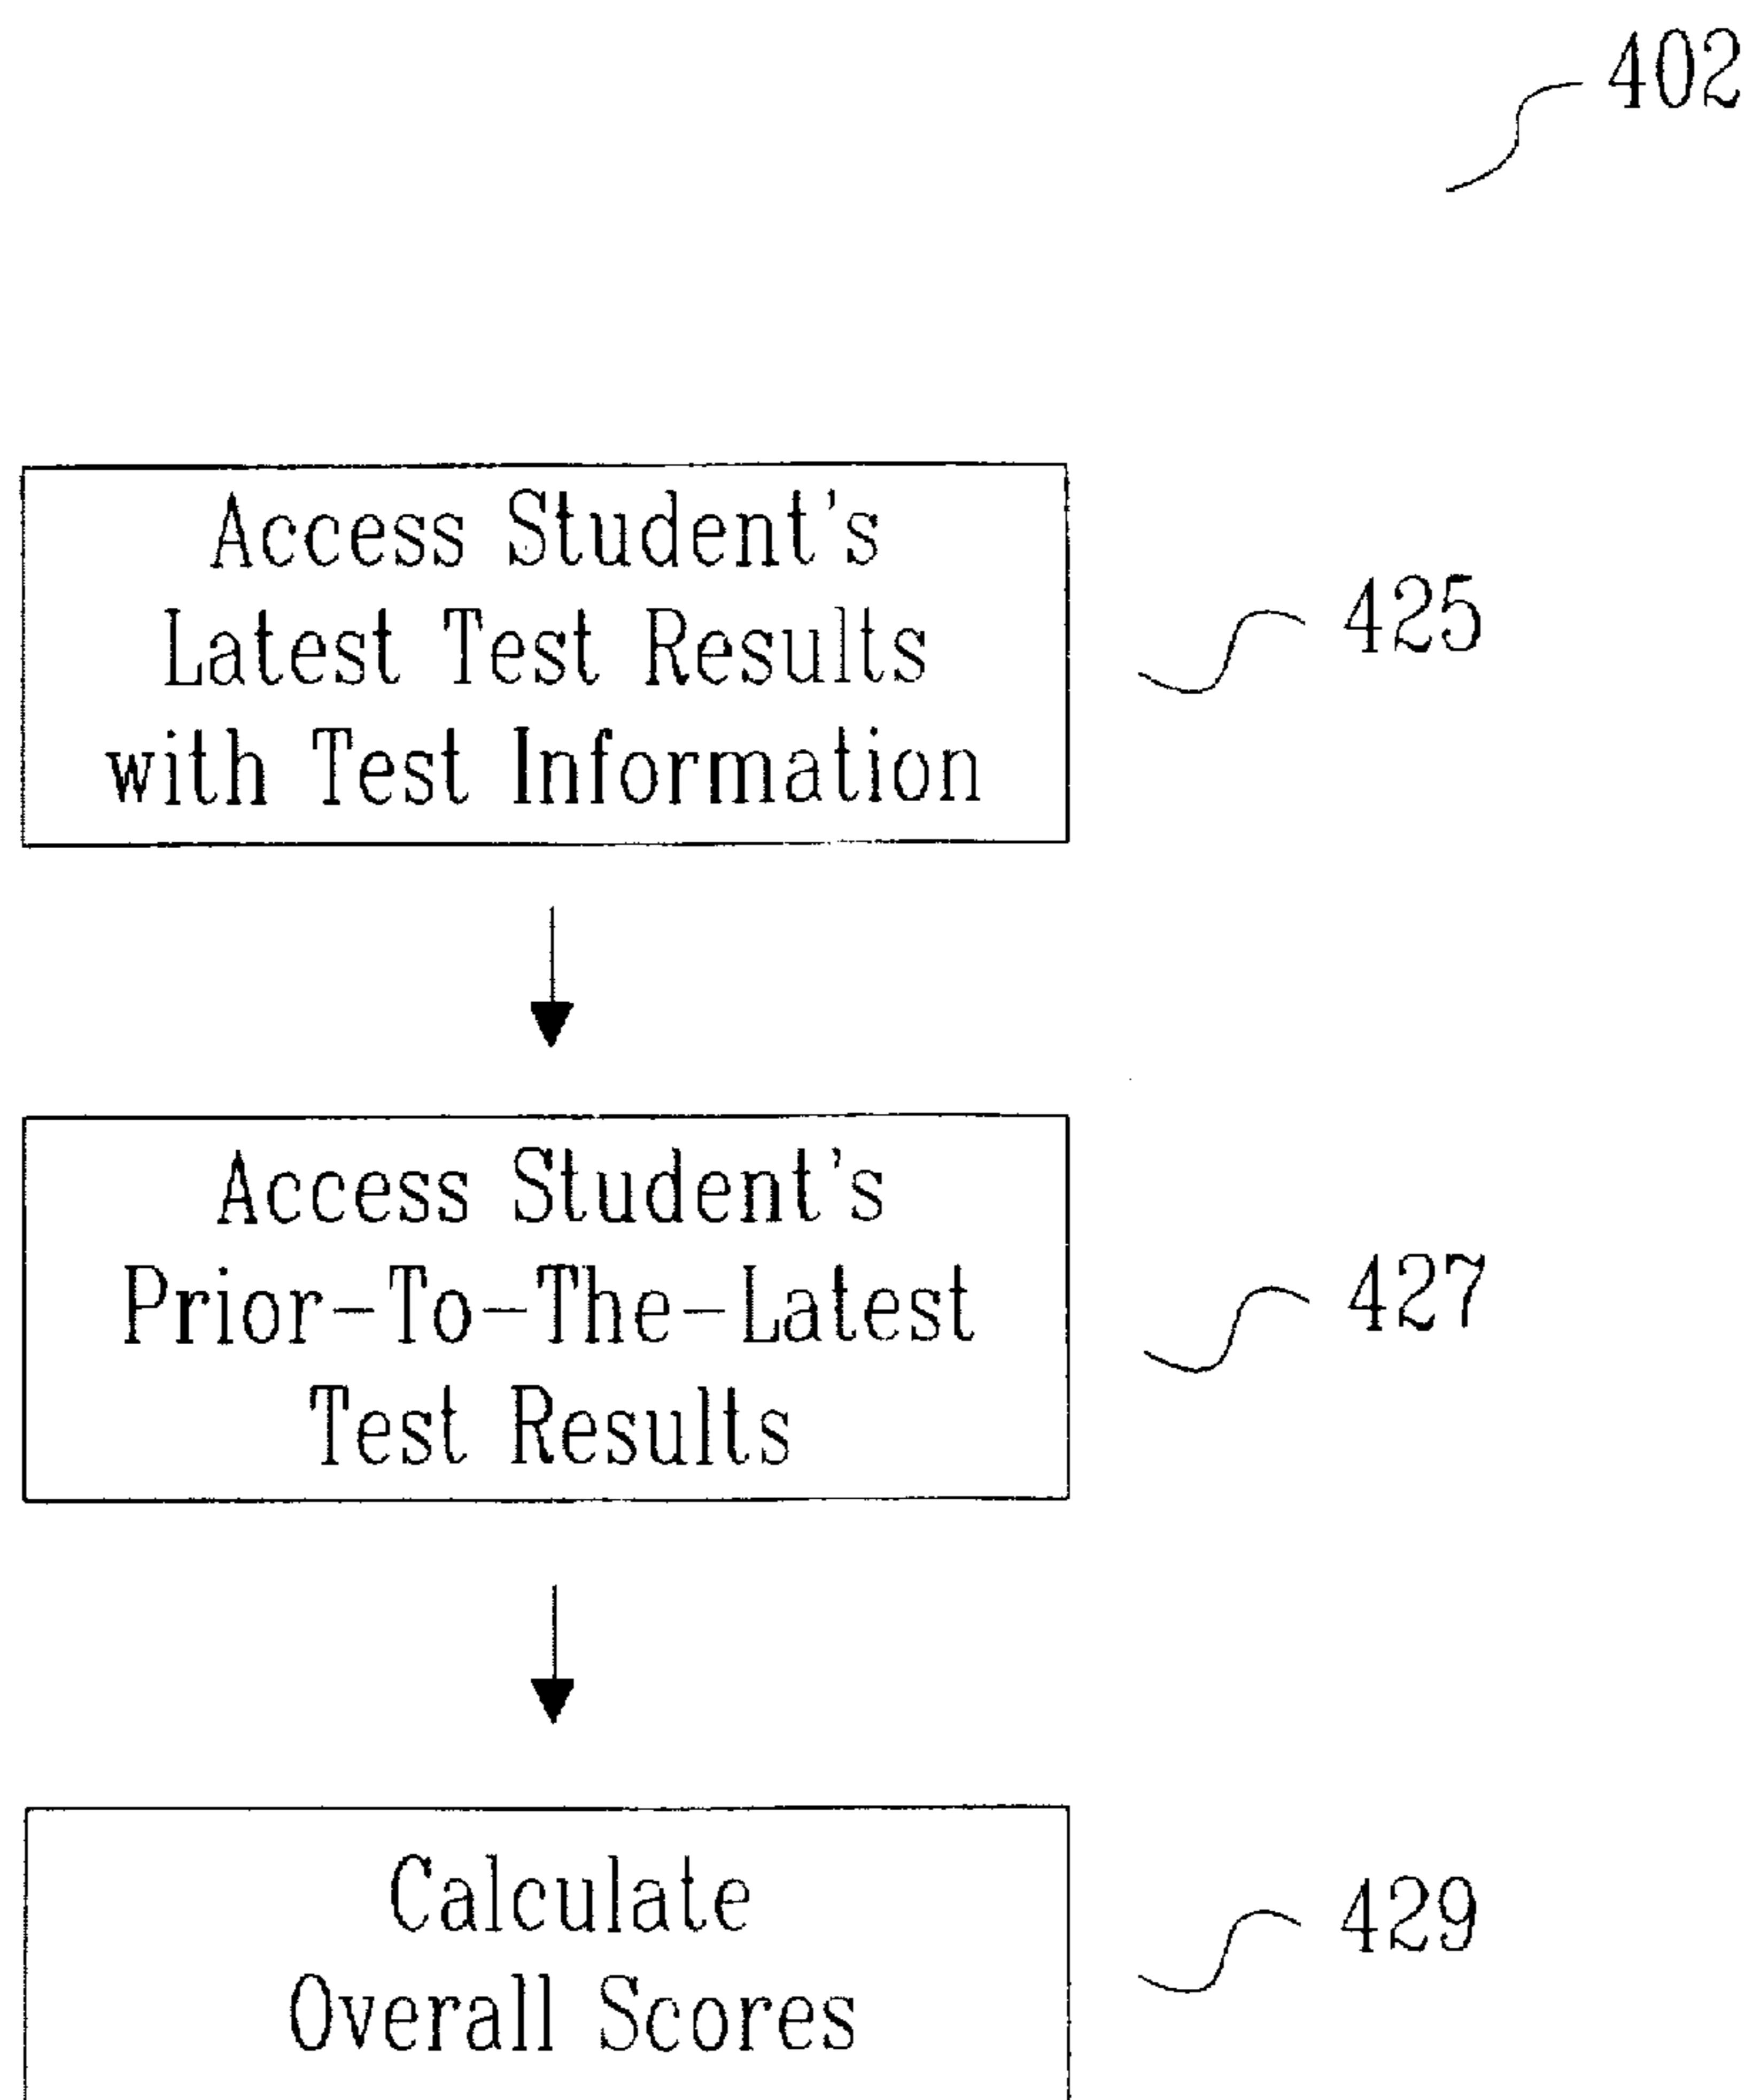 402
Access Student's
Latest Test Results
with Test Information
425
Access Student's
Prior-To-The-Latest
Test Results
427
Calculate
Overall Scores
429